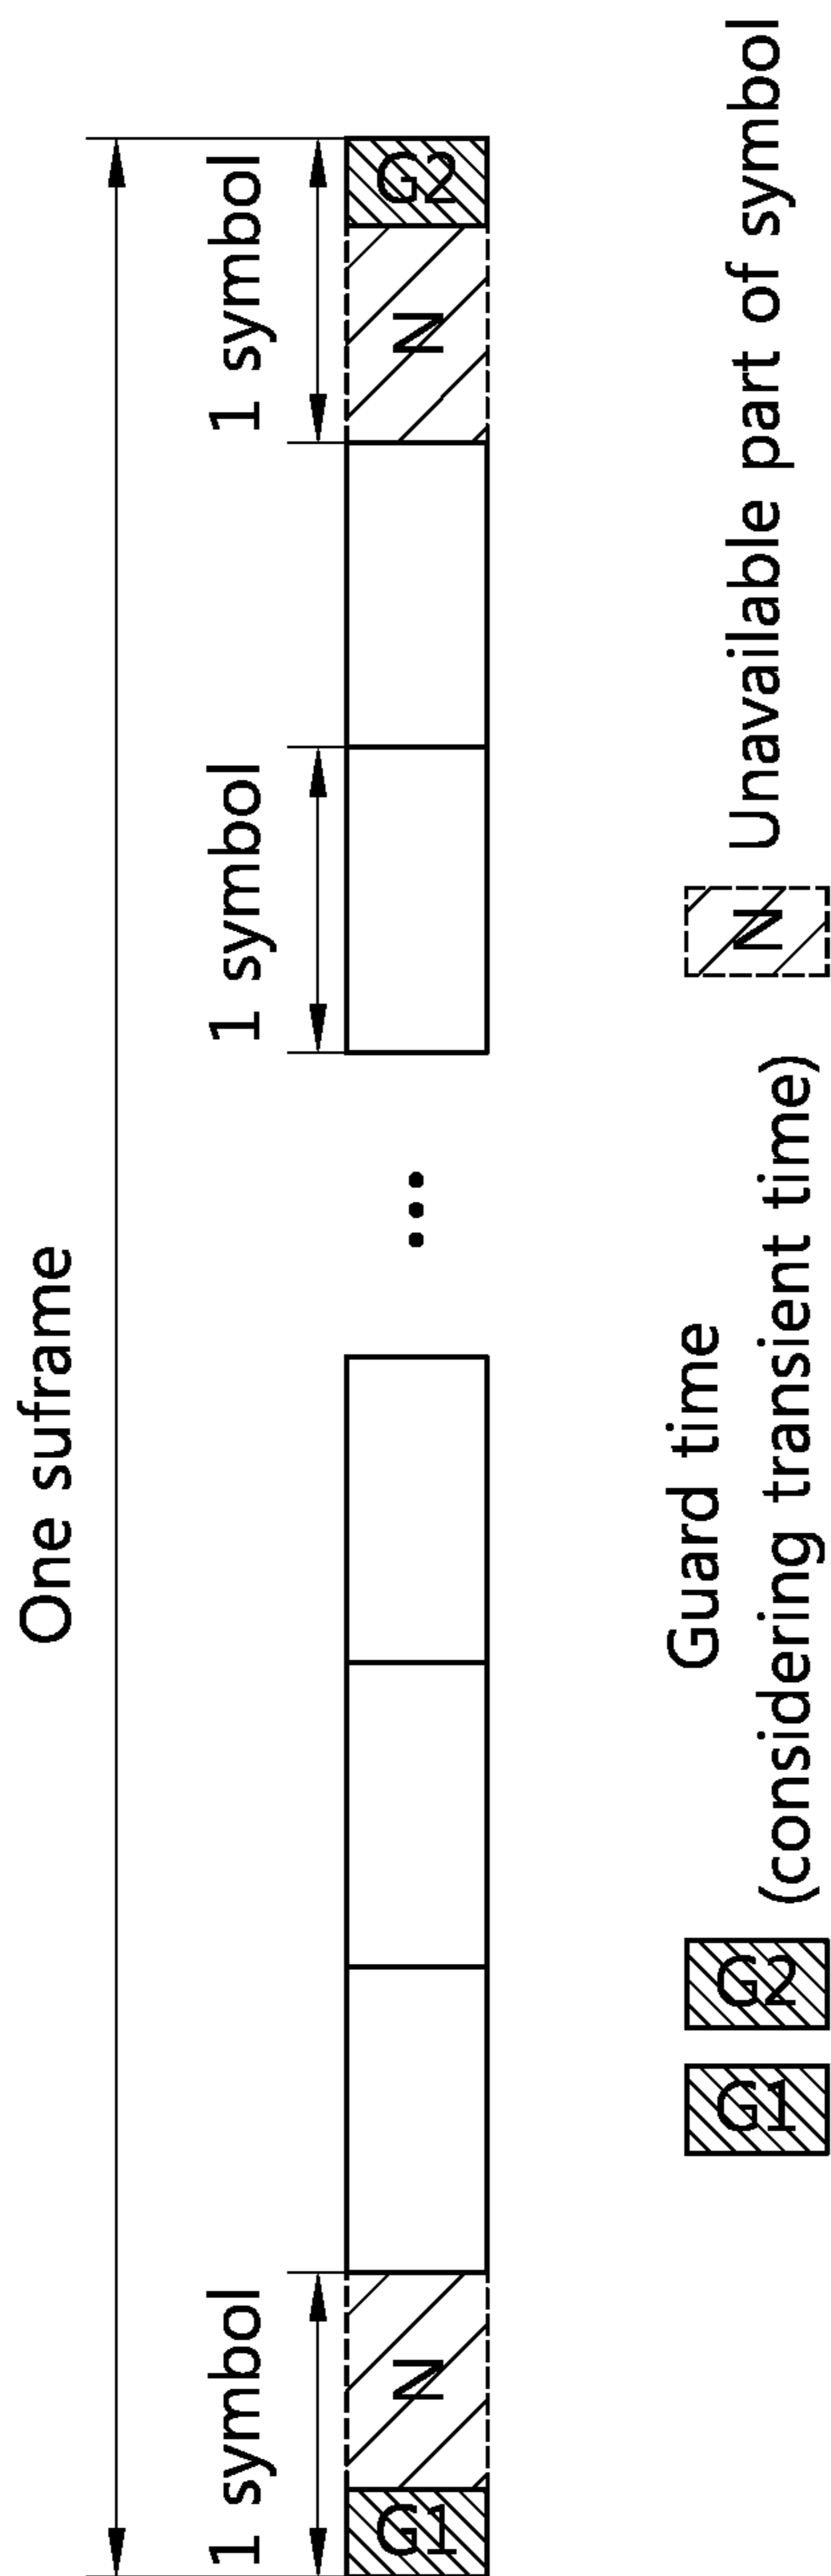 One suframe
1 symbol
1 symbol
1 symbol
G1
N
...
N
G2
G1
G2
Guard time
(considering transient time)
N
Unavailable part of symbol